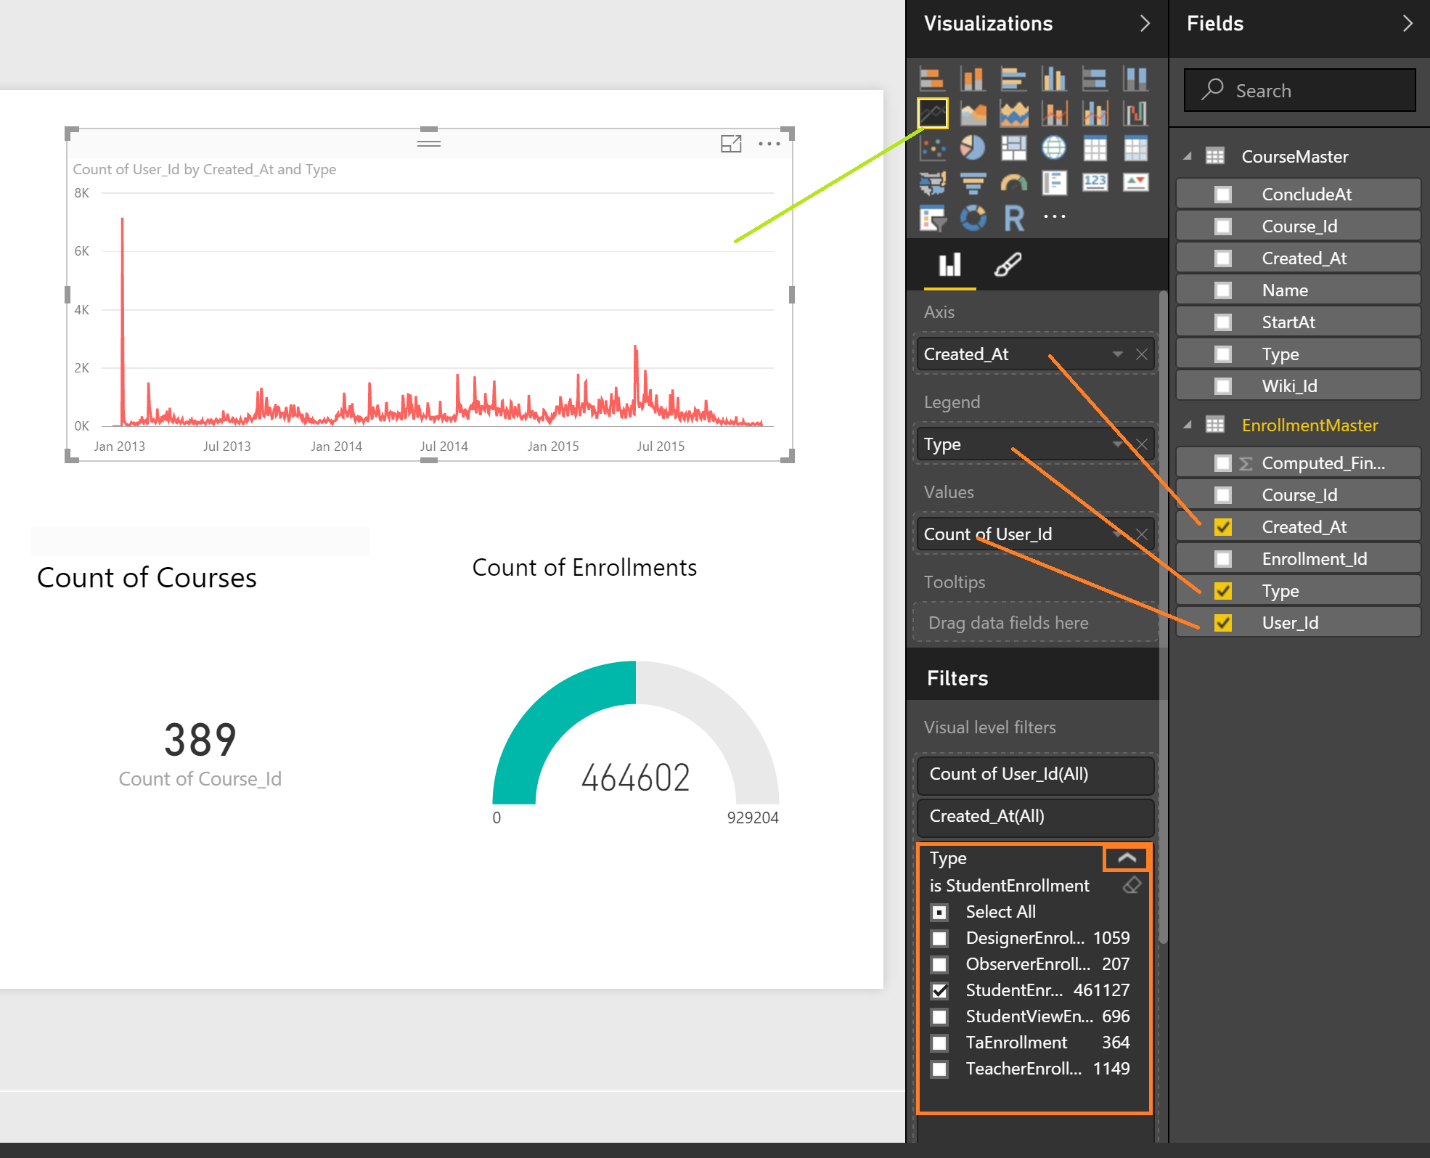 Count of User_Id by Created_At and Type
8K
6K
4K
2K
0K
Jan 2013
Jul 2013
Jan 2014
Jul 2014
Jan 2015
Jul 2015
Count of Courses
389
Count of Course_Id
Count of Enrollments
464602
0
929204
Visualizations
123
R
Axis
Created_At
Legend
Type
Values
Count of User_Id
Tooltips
Drag data fields here
Filters
Visual level filters
Count of User_Id(All)
Created_At(All)
Type
is StudentEnrollment
Select All
DesignerEnrol... 1059
ObserverEnroll... 207
StudentEnr... 461127
StudentViewEn... 696
TaEnrollment 364
TeacherEnroll... 1149
Fields
Search
CourseMaster
ConcludeAt
Course_Id
Created_At
Name
StartAt
Type
Wiki_Id
EnrollmentMaster
Σ Computed_Fin...
Course_Id
Created_At
Enrollment_Id
Type
User_Id